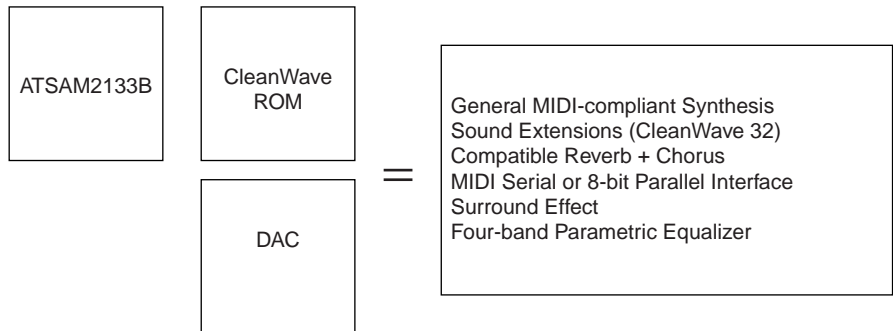 ATSAM2133B
CleanWave
ROM
DAC
=
General MIDI-compliant Synthesis
Sound Extensions (CleanWave 32)
Compatible Reverb + Chorus
MIDI Serial or 8-bit Parallel Interface
Surround Effect
Four-band Parametric Equalizer